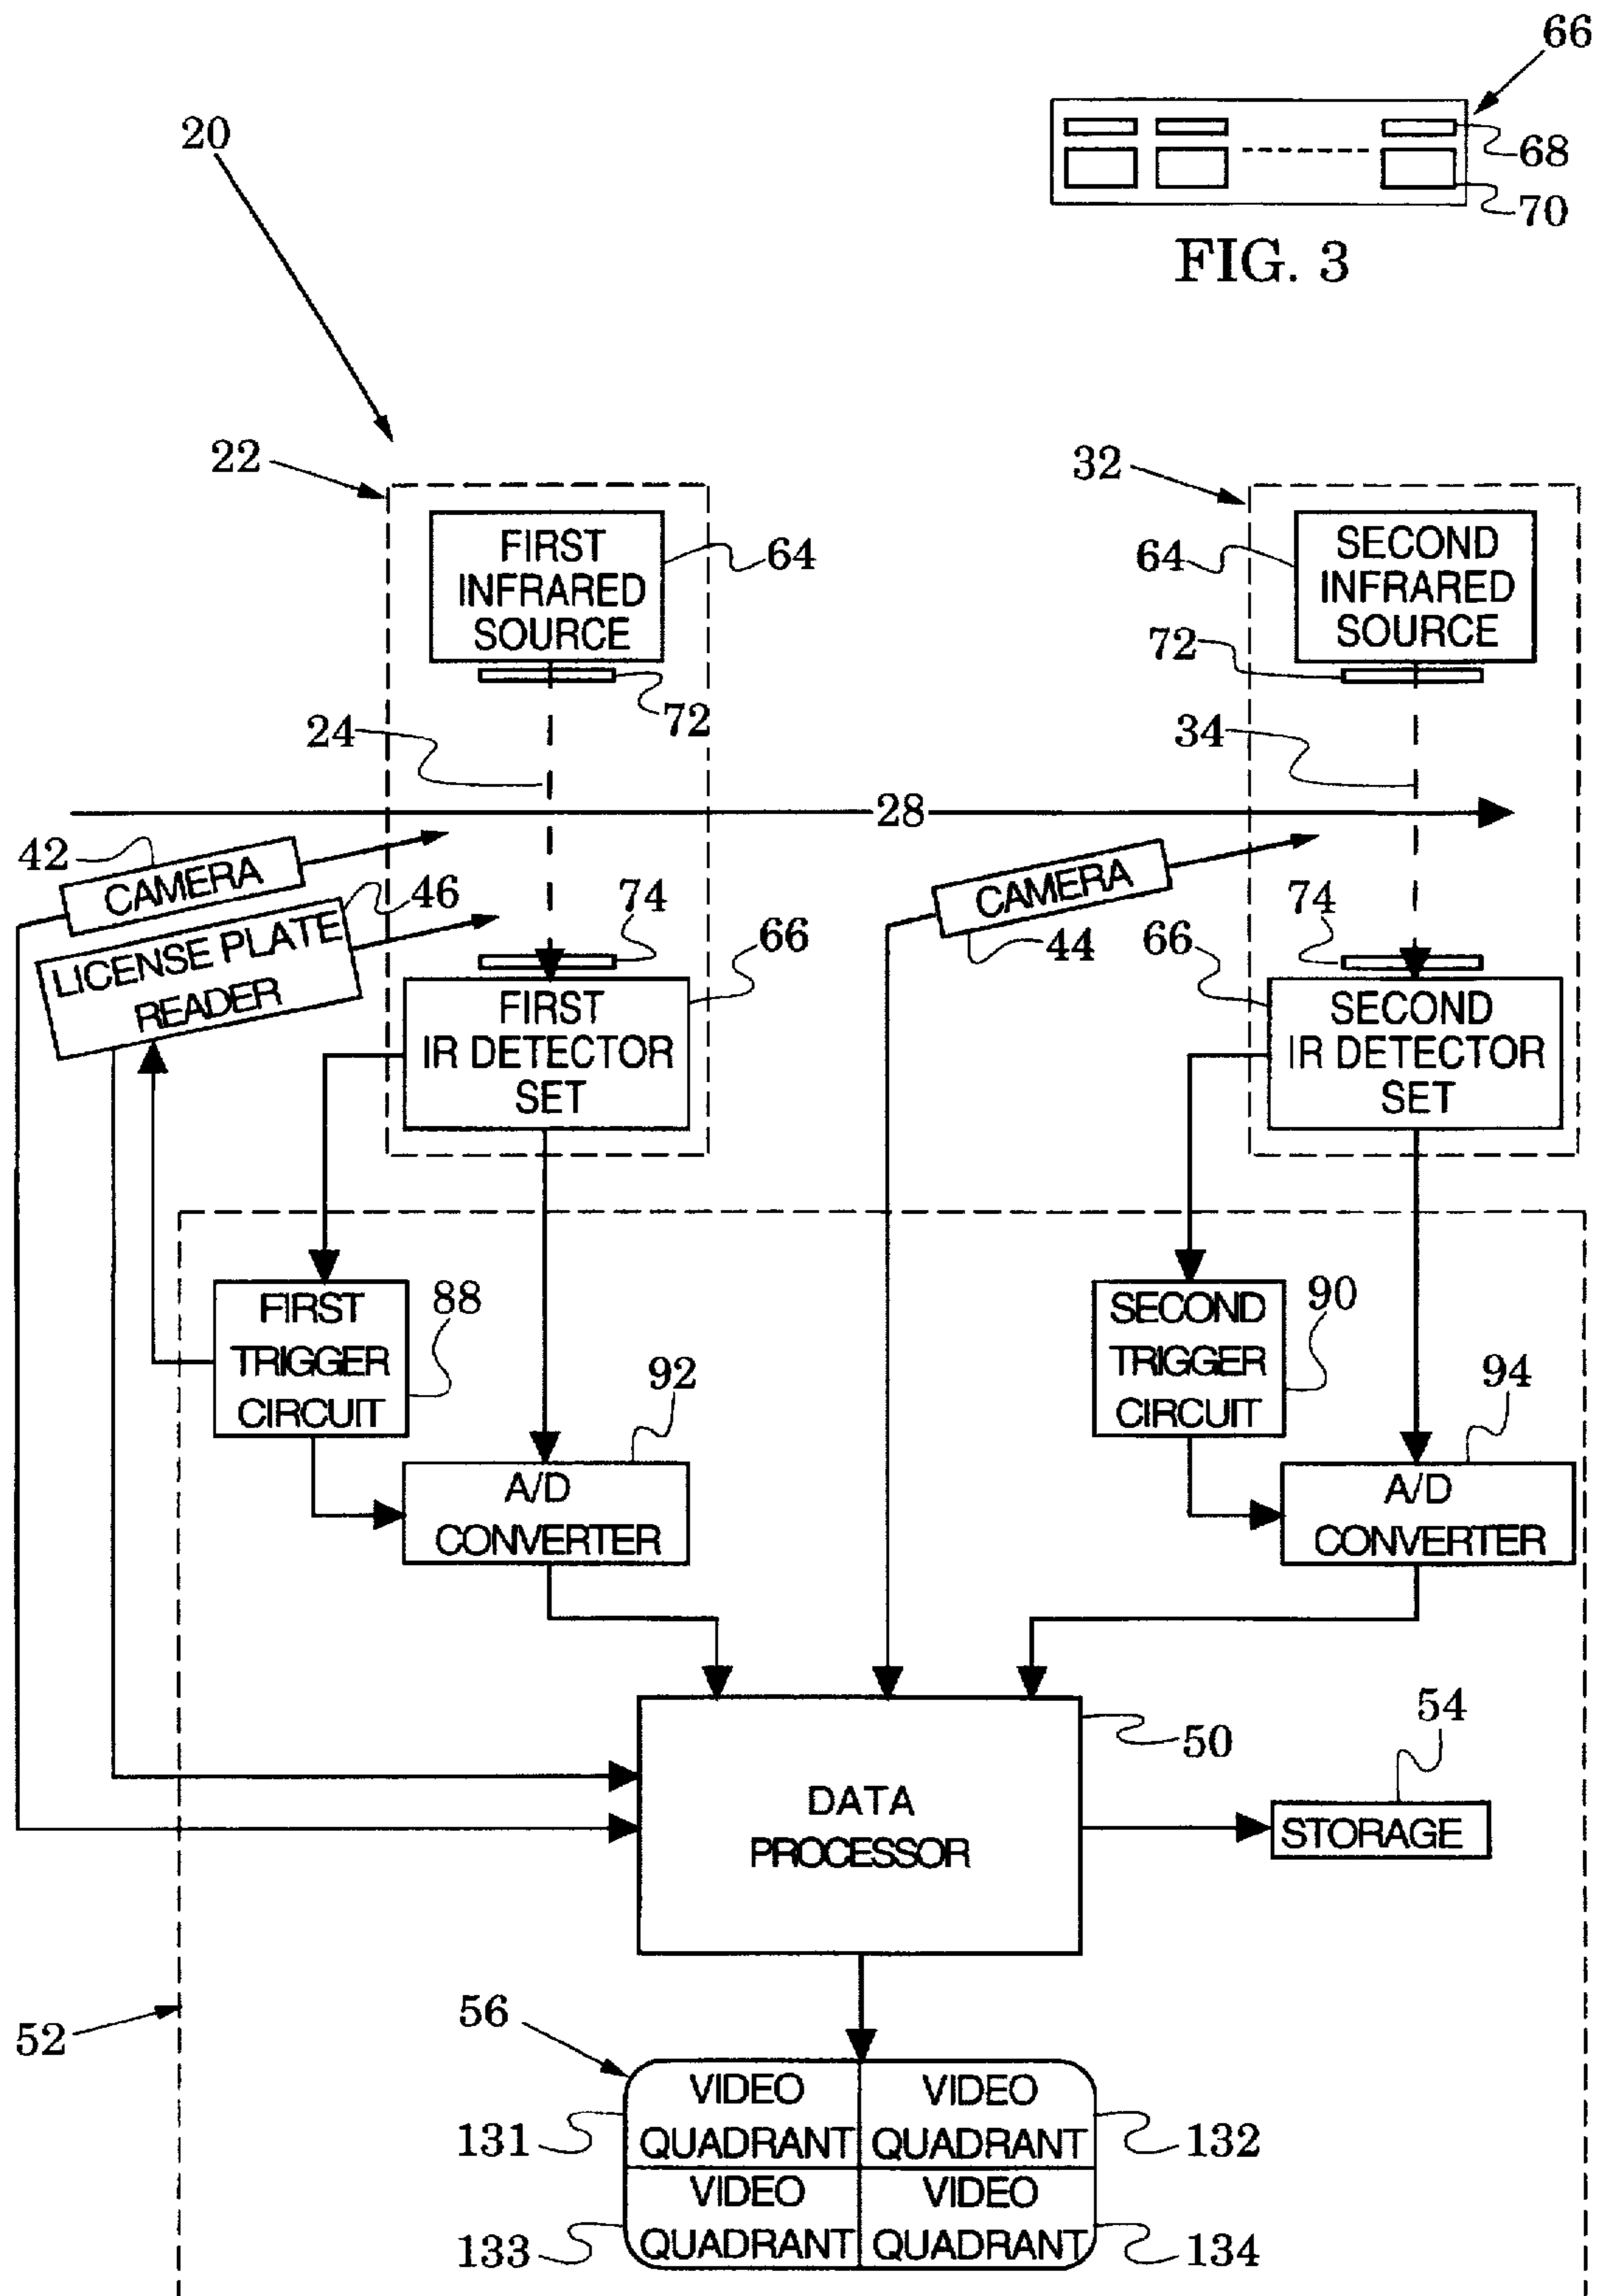 66
20
68
70
FIG. 3
22
32
FIRST
INFRARED
SOURCE
64
64
SECOND
INFRARED
SOURCE
72
72
24
34
28
42
CAMERA
46
LICENSE PLATE
READER
74
66
CAMERA
44
74
66
FIRST
IR DETECTOR
SET
SECOND
IR DETECTOR
SET
FIRST
TRIGGER
CIRCUIT
88
92
SECOND
TRIGGER
CIRCUIT
90
94
A/D
CONVERTER
A/D
CONVERTER
50
54
DATA
PROCESSOR
STORAGE
52
56
VIDEO
QUADRANT
VIDEO
QUADRANT
131
132
VIDEO
QUADRANT
VIDEO
QUADRANT
133
134